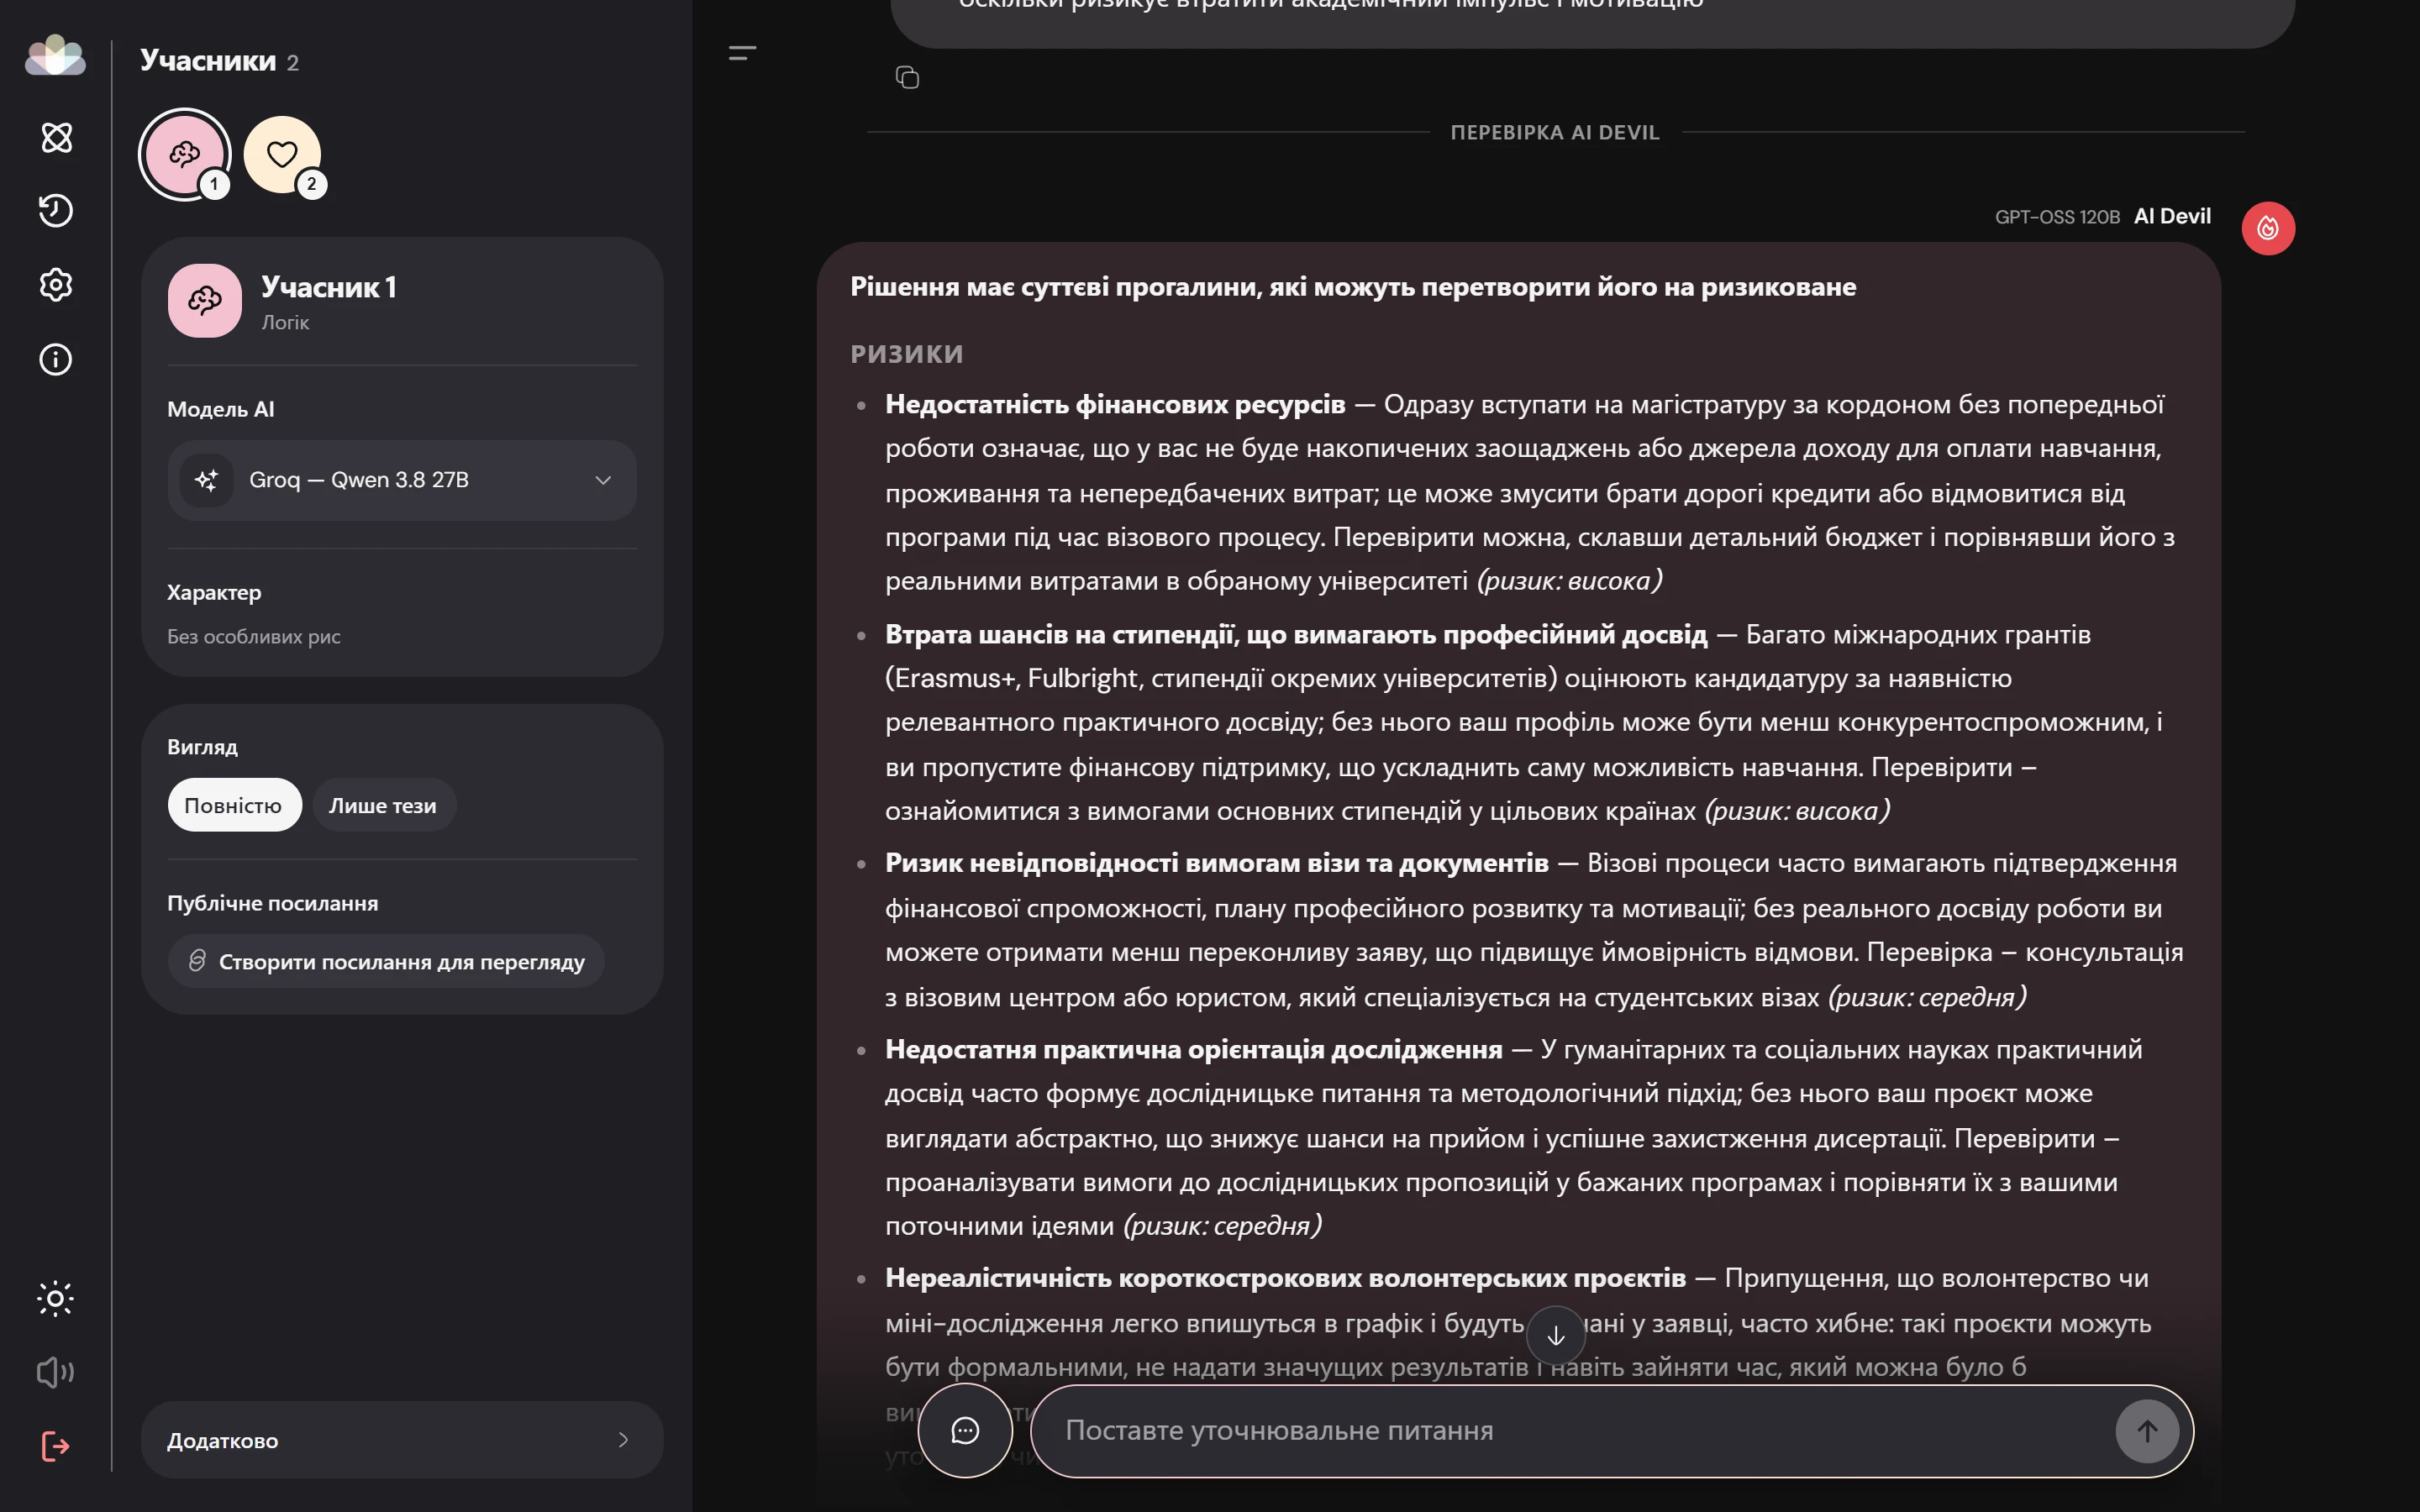 Учасники 2
1
2
Учасник 1
Логік
Модель AI
Groq — Qwen 3.8 27B
Характер
Без особливих рис
Вигляд
Повністю
Лише тези
Публічне посилання
Створити посилання для перегляду
Додатково
оскільки ризикує втратити академічний імпульс і мотивацію
ПЕРЕВІРКА AI DEVIL
GPT-OSS 120B AI Devil
Рішення має суттєві прогалини, які можуть перетворити його на ризиковане
РИЗИКИ
Недостатність фінансових ресурсів — Одразу вступати на магістратуру за кордоном без попередньої
роботи означає, що у вас не буде накопичених заощаджень або джерела доходу для оплати навчання,
проживання та непередбачених витрат; це може змусити брати дорогі кредити або відмовитися від
програми під час візового процесу. Перевірити можна, склавши детальний бюджет і порівнявши його з
реальними витратами в обраному університеті (ризик: висока)
Втрата шансів на стипендії, що вимагають професійний досвід — Багато міжнародних грантів
(Erasmus+, Fulbright, стипендії окремих університетів) оцінюють кандидатуру за наявністю
релевантного практичного досвіду; без нього ваш профіль може бути менш конкурентоспроможним, і
ви пропустите фінансову підтримку, що ускладнить саму можливість навчання. Перевірити –
ознайомитися з вимогами основних стипендій у цільових країнах (ризик: висока)
Ризик невідповідності вимогам візи та документів — Візові процеси часто вимагають підтвердження
фінансової спроможності, плану професійного розвитку та мотивації; без реального досвіду роботи ви
можете отримати менш переконливу заяву, що підвищує ймовірність відмови. Перевірка – консультація
з візовим центром або юристом, який спеціалізується на студентських візах (ризик: середня)
Недостатня практична орієнтація дослідження — У гуманітарних та соціальних науках практичний
досвід часто формує дослідницьке питання та методологічний підхід; без нього ваш проєкт може
виглядати абстрактно, що знижує шанси на прийом і успішне захистження дисертації. Перевірити –
проаналізувати вимоги до дослідницьких пропозицій у бажаних програмах і порівняти їх з вашими
поточними ідеями (ризик: середня)
Нереалістичність короткострокових волонтерських проєктів — Припущення, що волонтерство чи
міні-дослідження легко впишуться в графік і будуть у заявці, часто хибне: такі проєкти можуть
бути формальними, не надати значущих результатів і навіть зайняти час, який можна було б
Поставте уточнювальне питання